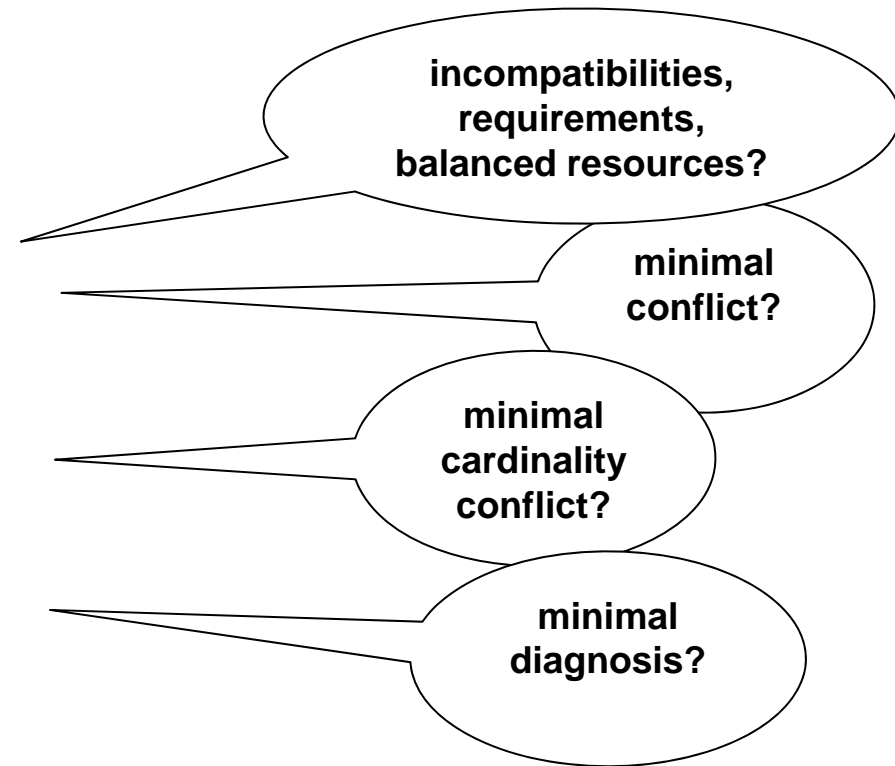 incompatibilities,
requirements,
balanced resources?
minimal
conflict?
minimal
cardinality
conflict?
minimal
diagnosis?